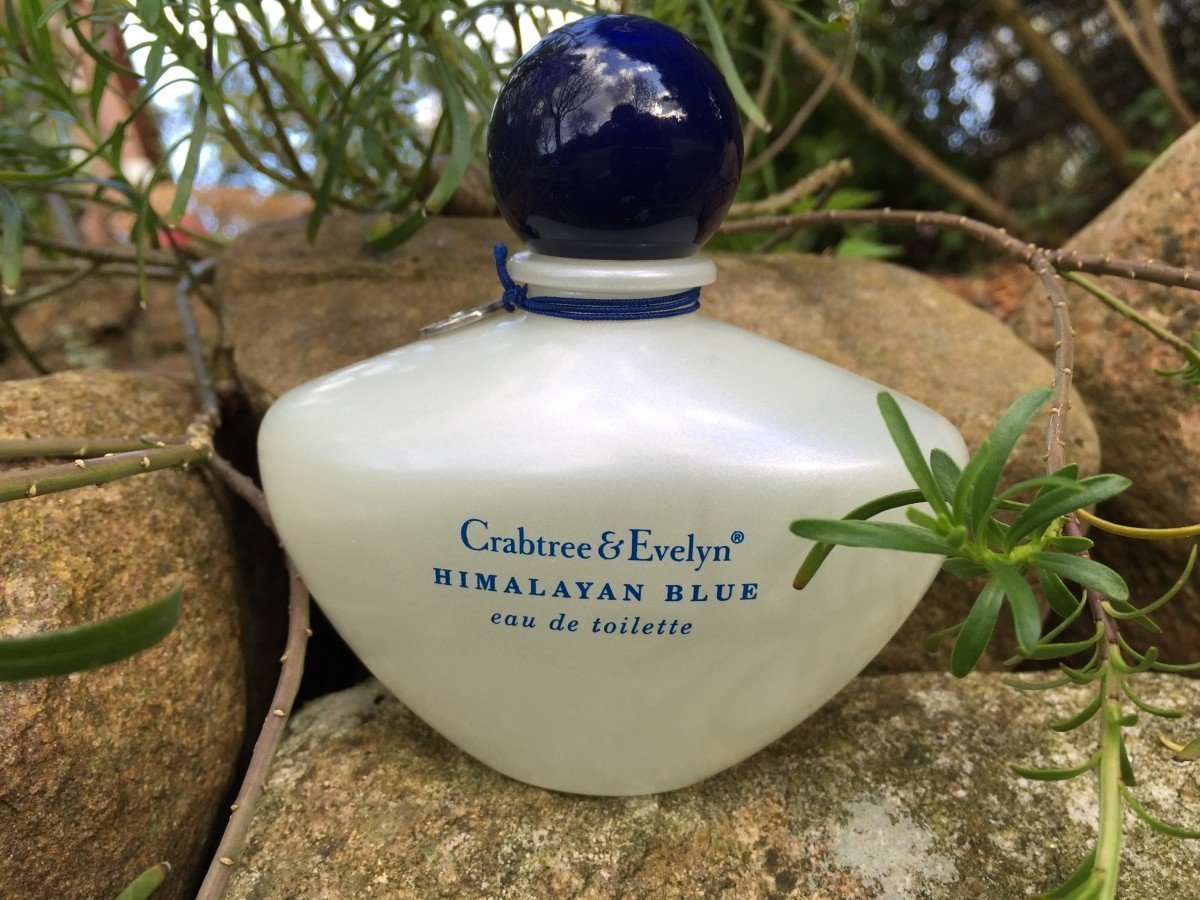 Crabtree & Evelyn®
HIMALAYAN BLUE
eau de toilette